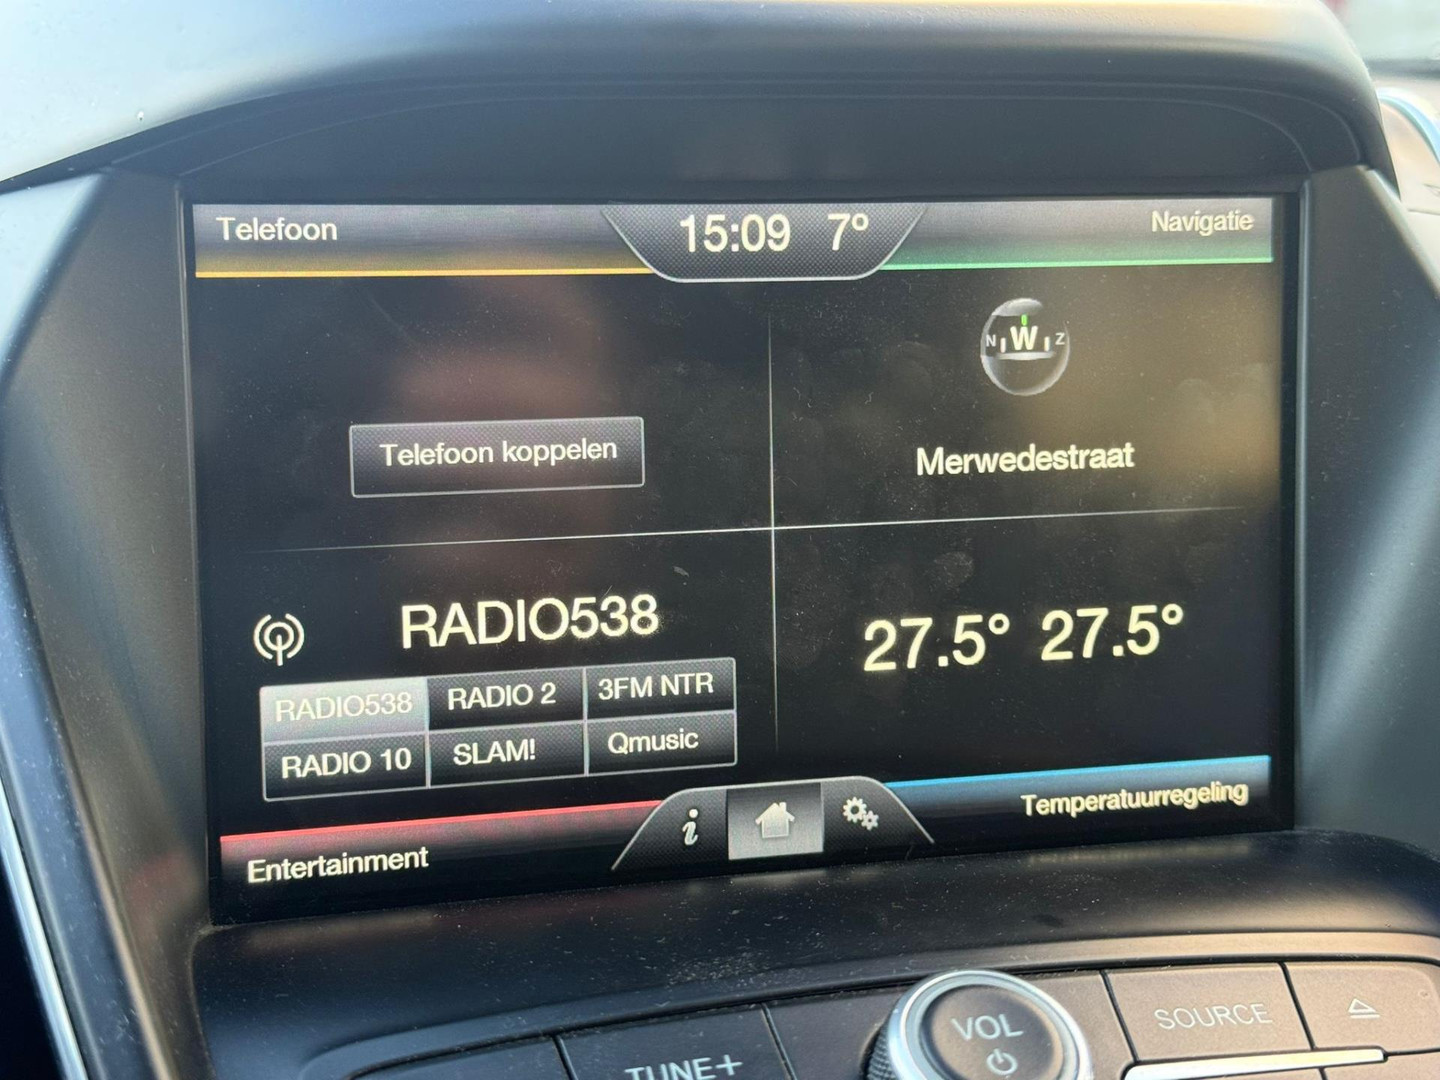 Telefoon
15:09 7º
Navigatie
N W Z
Telefoon koppelen
Merwedestraat
RADIO538
27.5° 27.5°
RADIO538 RADIO 2 3FM NTR
RADIO 10 SLAM! Qmusic
Entertainment
i
Temperatuurregeling
VOL
SOURCE
TUNE+